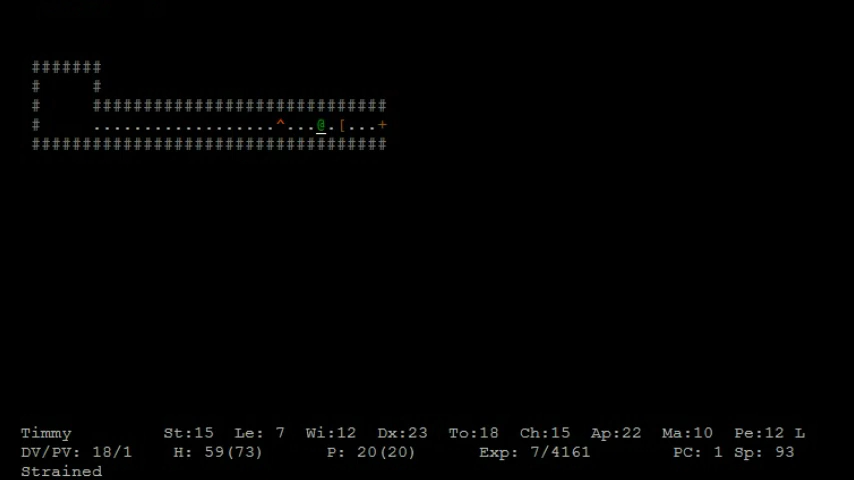 #######
#     #
#     #############################
#     ..................^...@.[...+
###################################
Timmy St:15 Le: 7 Wi:12 Dx:23 To:18 Ch:15 Ap:22 Ma:10 Pe:12 L
DV/PV: 18/1 H: 59(73) P: 20(20) Exp: 7/4161 PC: 1 Sp: 93
Strained